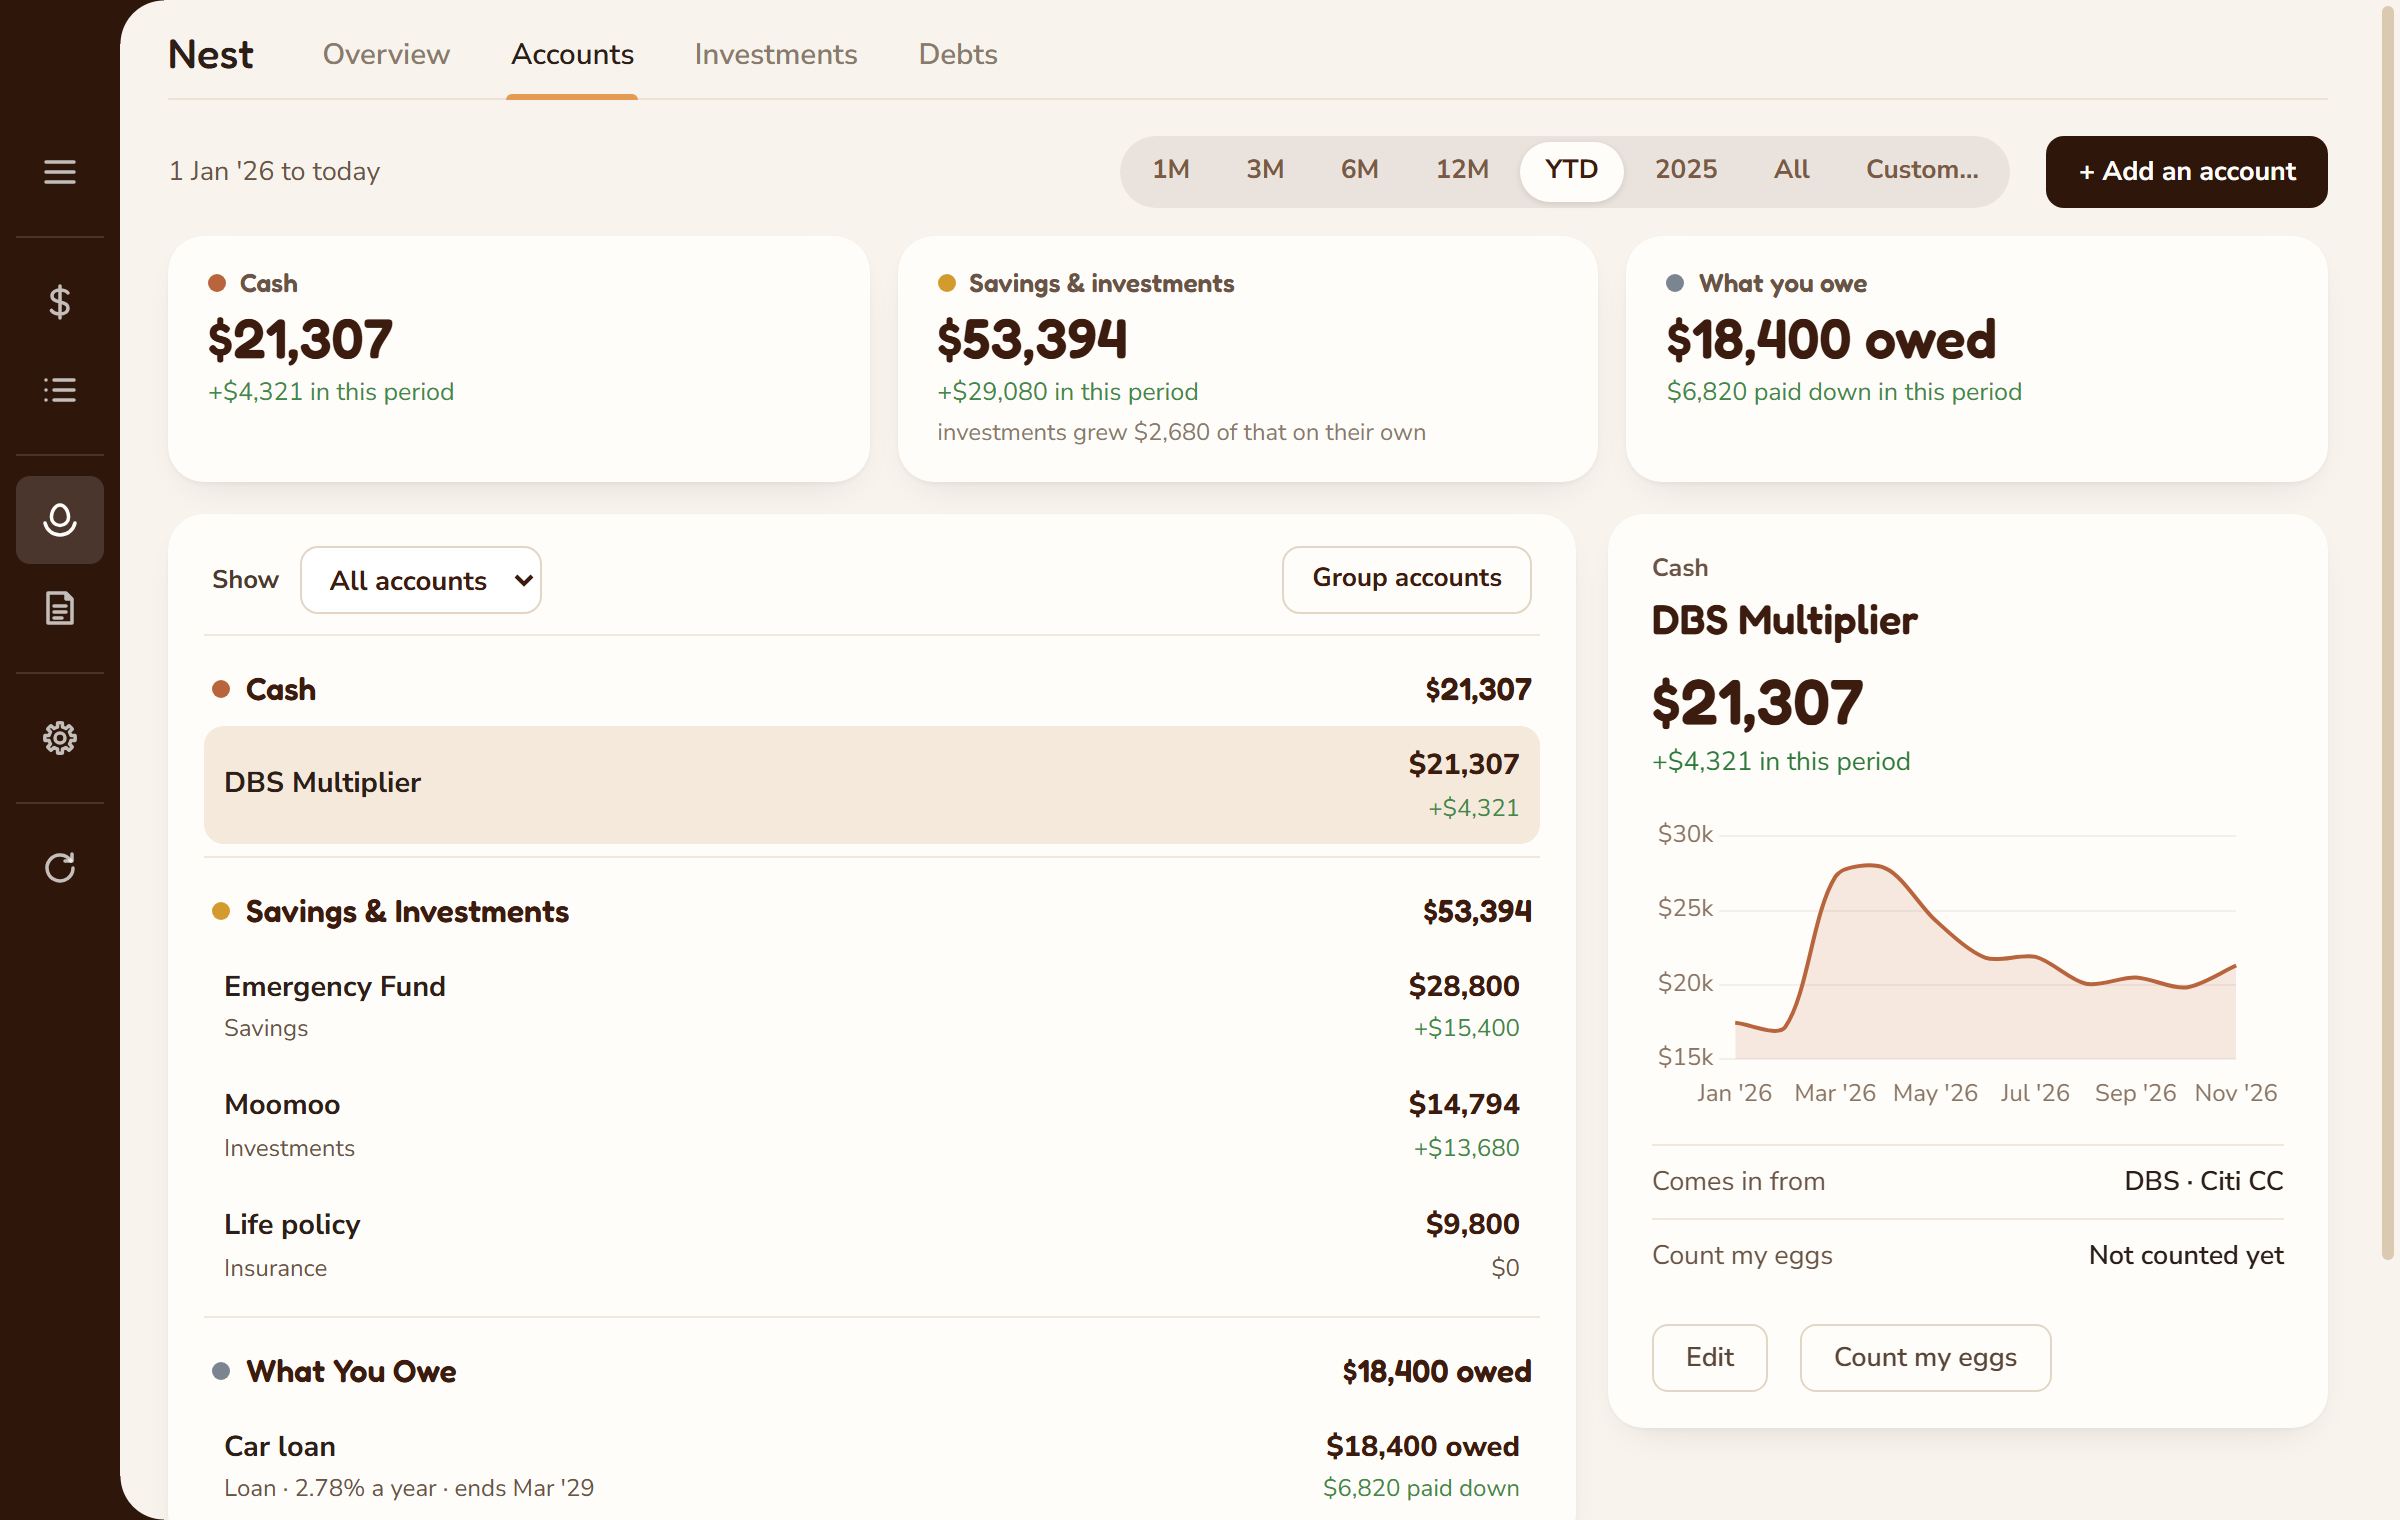 Nest Overview Accounts Investments Debts
1 Jan '26 to today 1M 3M 6M 12M YTD 2025 All Custom... + Add an account
Cash
$21,307
+$4,321 in this period
Savings & investments
$53,394
+$29,080 in this period
investments grew $2,680 of that on their own
What you owe
$18,400 owed
$6,820 paid down in this period
Show All accounts Group accounts
Cash $21,307
DBS Multiplier $21,307
+$4,321
Savings & Investments $53,394
Emergency Fund $28,800
Savings +$15,400
Moomoo $14,794
Investments +$13,680
Life policy $9,800
Insurance $0
What You Owe $18,400 owed
Car loan $18,400 owed
Loan · 2.78% a year · ends Mar '29 $6,820 paid down
Cash
DBS Multiplier
$21,307
+$4,321 in this period
$30k
$25k
$20k
$15k
Jan '26 Mar '26 May '26 Jul '26 Sep '26 Nov '26
Comes in from DBS · Citi CC
Count my eggs Not counted yet
Edit Count my eggs